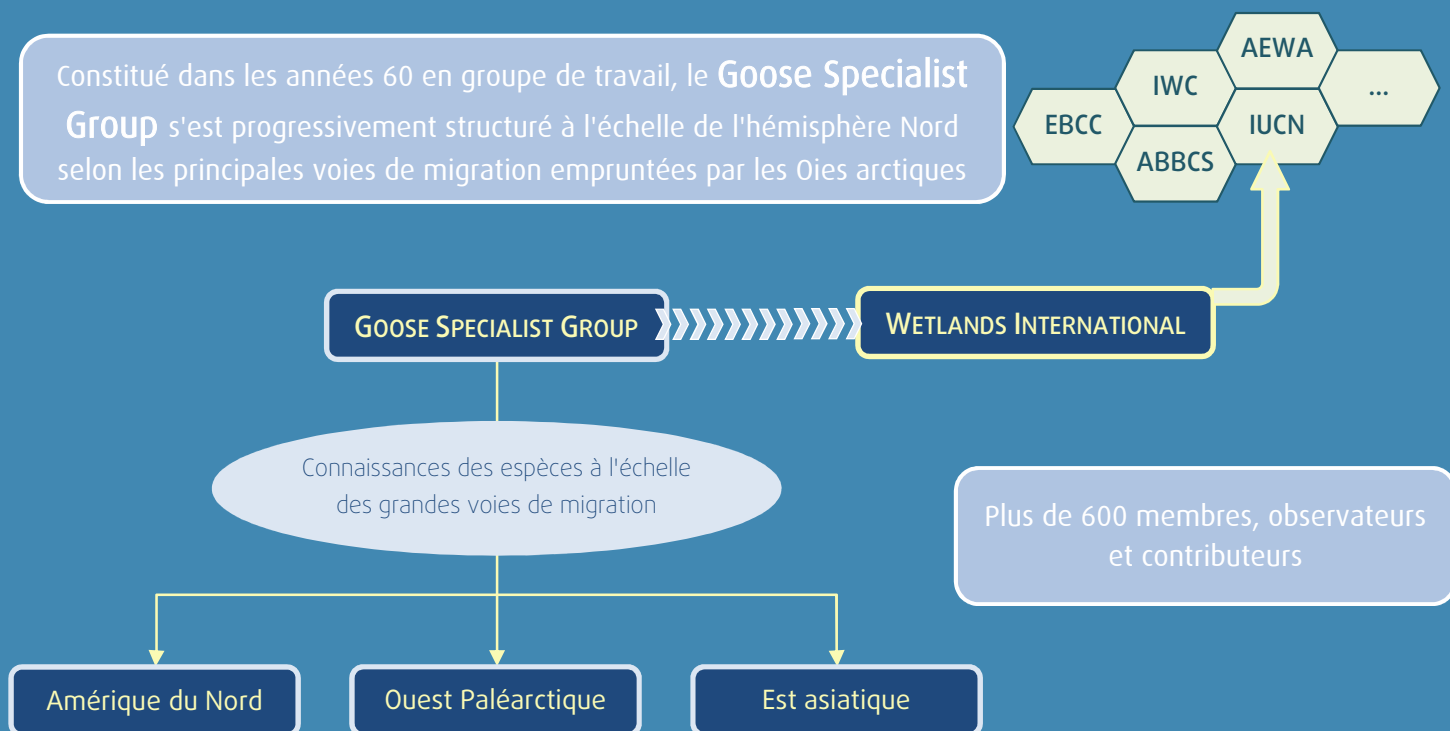 Constitué dans les années 60 en groupe de travail, le Goose Specialist
Group s'est progressivement structuré à l'échelle de l'hémisphère Nord
selon les principales voies de migration empruntées par les Oies arctiques
AEWA
IWC
...
EBCC
IUCN
ABBCS
GOOSE SPECIALIST GROUP
WETLANDS INTERNATIONAL
Connaissances des espèces à l'échelle
des grandes voies de migration
Plus de 600 membres, observateurs
et contributeurs
Amérique du Nord
Ouest Paléarctique
Est asiatique